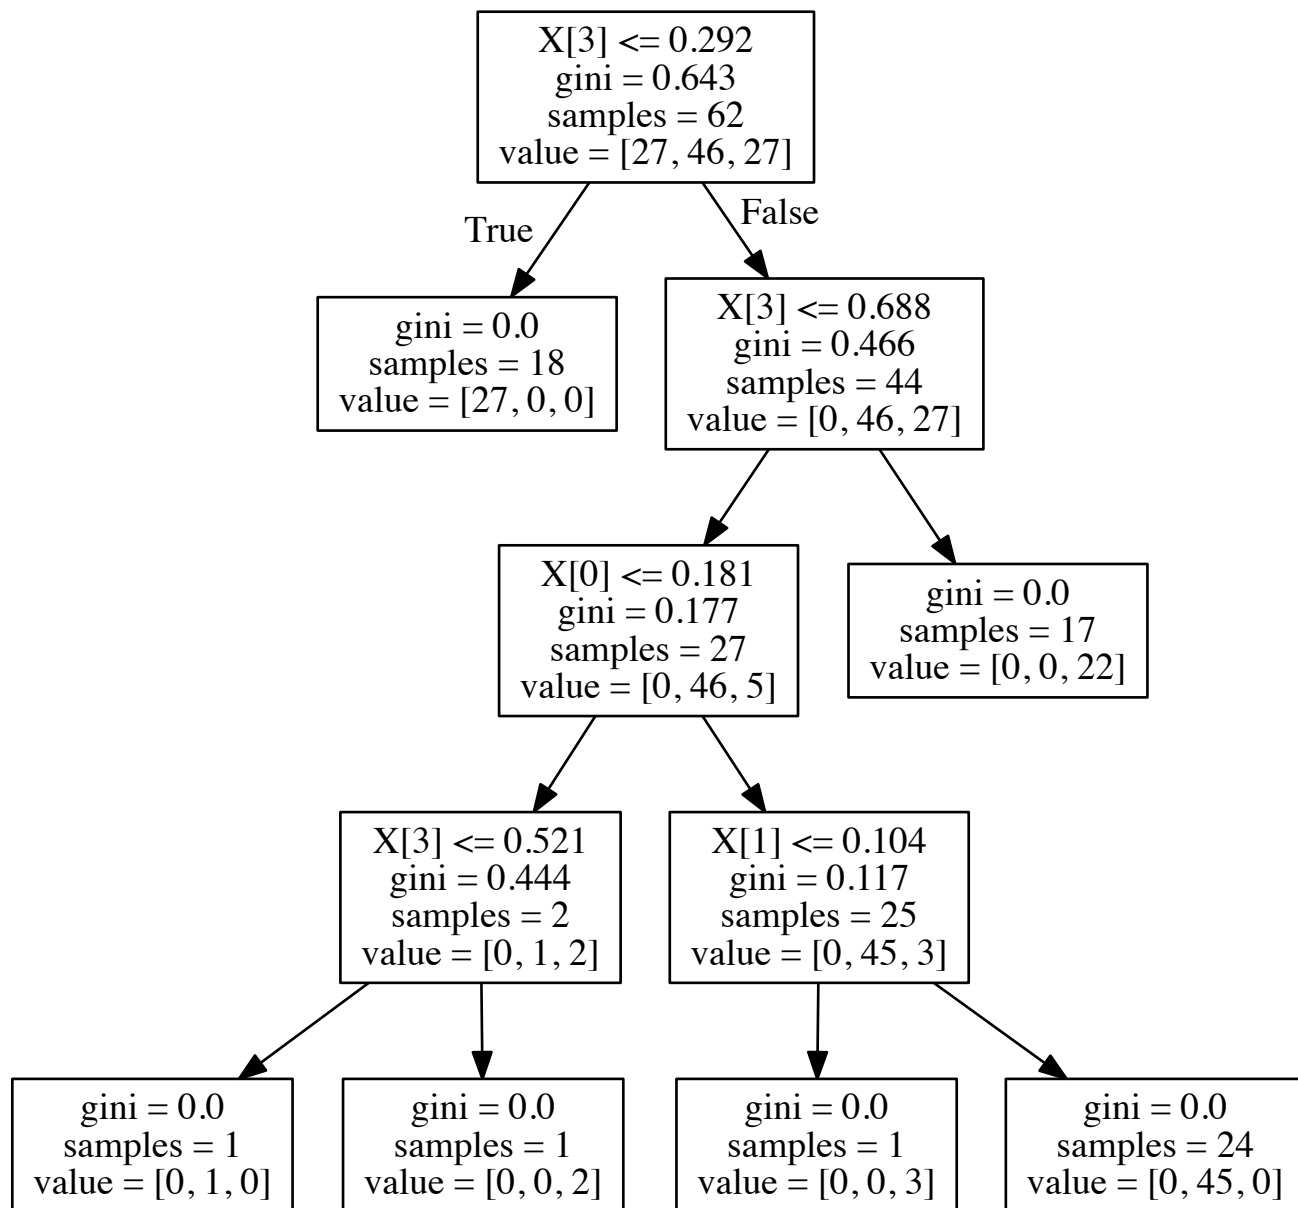 X[3] <= 0.292
gini = 0.643
samples = 62
value = [27, 46, 27]
True
False
gini = 0.0
samples = 18
value = [27, 0, 0]
X[3] <= 0.688
gini = 0.466
samples = 44
value = [0, 46, 27]
X[0] <= 0.181
gini = 0.177
samples = 27
value = [0, 46, 5]
gini = 0.0
samples = 17
value = [0, 0, 22]
X[3] <= 0.521
gini = 0.444
samples = 2
value = [0, 1, 2]
X[1] <= 0.104
gini = 0.117
samples = 25
value = [0, 45, 3]
gini = 0.0
samples = 1
value = [0, 1, 0]
gini = 0.0
samples = 1
value = [0, 0, 2]
gini = 0.0
samples = 1
value = [0, 0, 3]
gini = 0.0
samples = 24
value = [0, 45, 0]